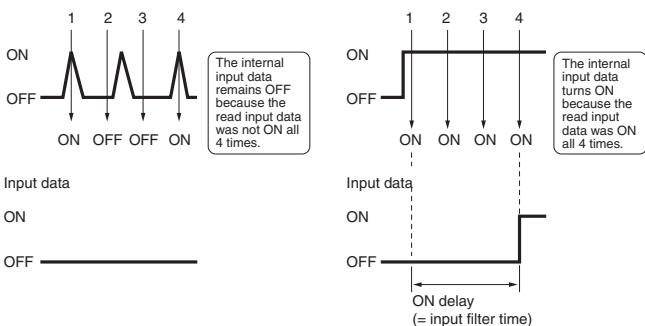 1 2 3 4
ON
OFF
ON OFF OFF ON
The internal
input data
remains OFF
because the
read input data
was not ON all
4 times.
Input data
ON
OFF
1 2 3 4
ON
OFF
ON ON ON ON
The internal
input data
turns ON
because the
read input
data was ON
all 4 times.
Input data
ON
OFF
ON delay
(= input filter time)